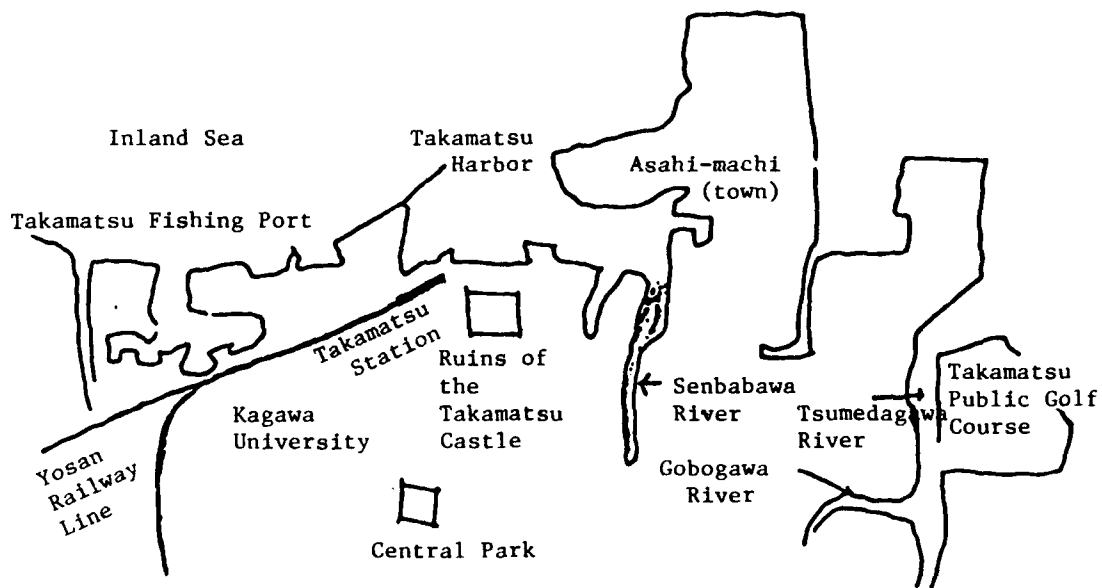 Inland Sea
Takamatsu
Harbor
Asahi-machi
(town)
Takamatsu Fishing Port
Takamatsu
Station
Ruins of
the
Takamatsu
Castle
Kagawa
University
Senbabawa
River
Tsumedagawa
River
Takamatsu
Public Golf
Course
Yosan
Railway
Line
Gobogawa
River
Central Park